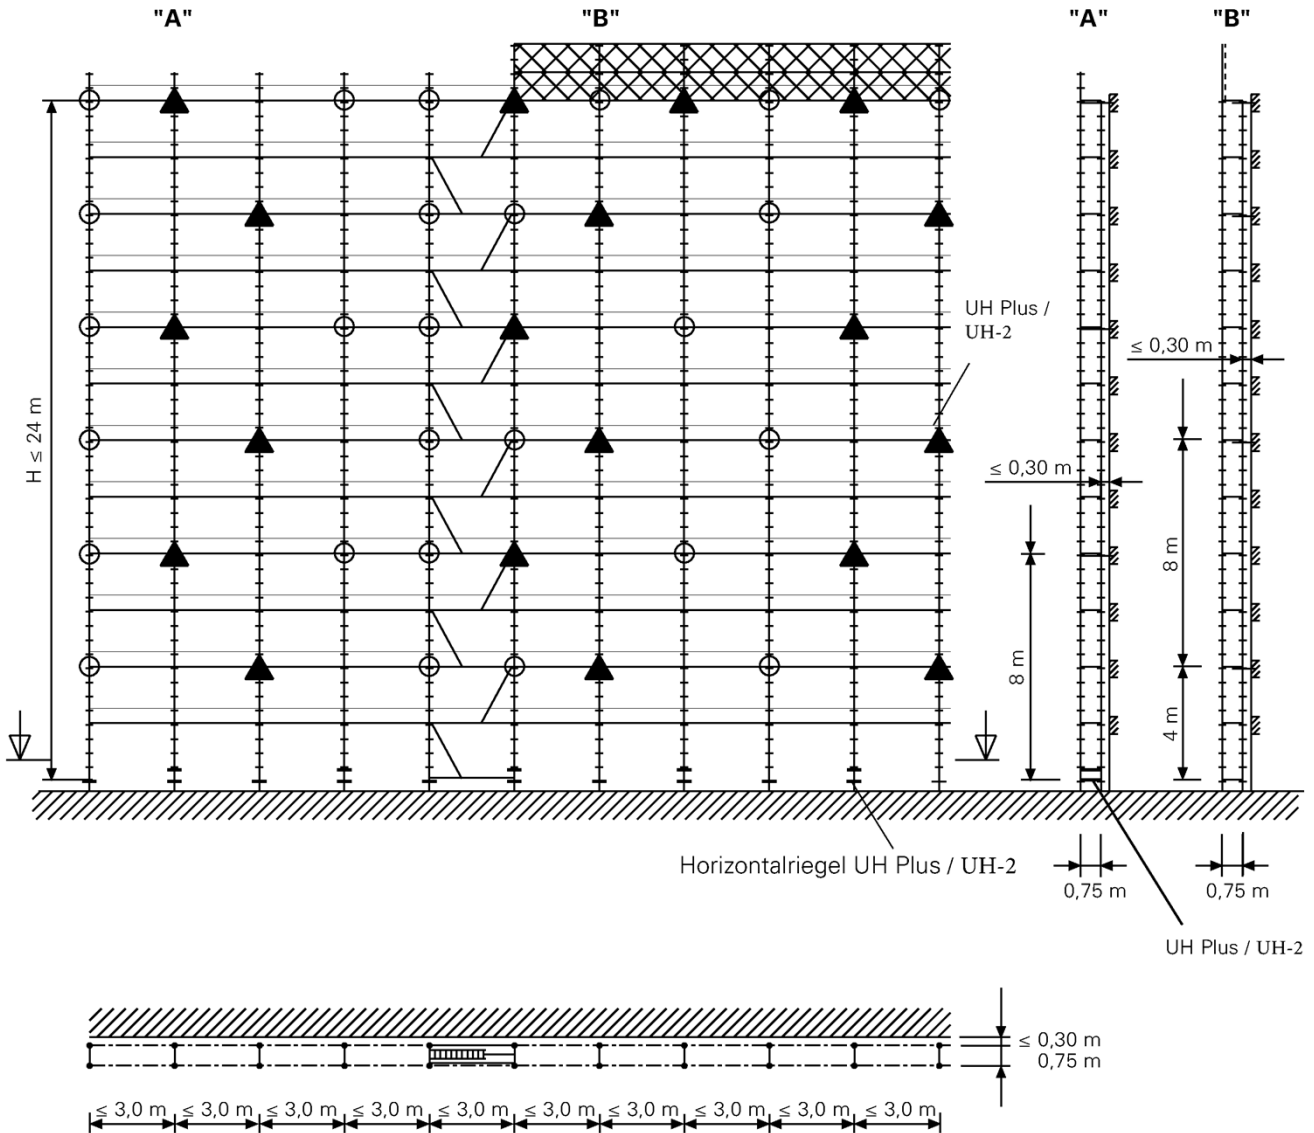 "A"
"B"
"A"
"B"
UH Plus /
UH-2
≤ 0,30 m
H ≤ 24 m
≤ 0,30 m
8 m
8 m
4 m
Horizontalriegel UH Plus / UH-2
0,75 m
0,75 m
UH Plus / UH-2
≤ 0,30 m
0,75 m
≤ 3,0 m ≤ 3,0 m ≤ 3,0 m ≤ 3,0 m ≤ 3,0 m ≤ 3,0 m ≤ 3,0 m ≤ 3,0 m ≤ 3,0 m ≤ 3,0 m